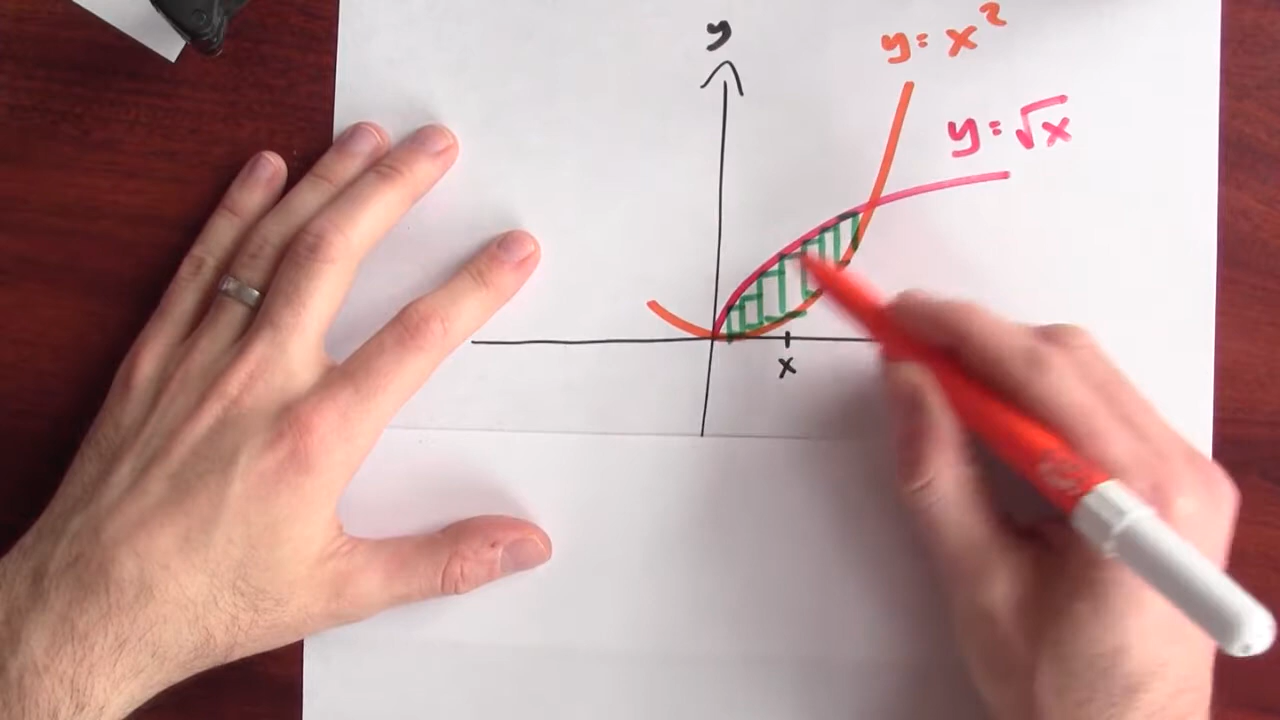 y
y = x²
y = √x
x